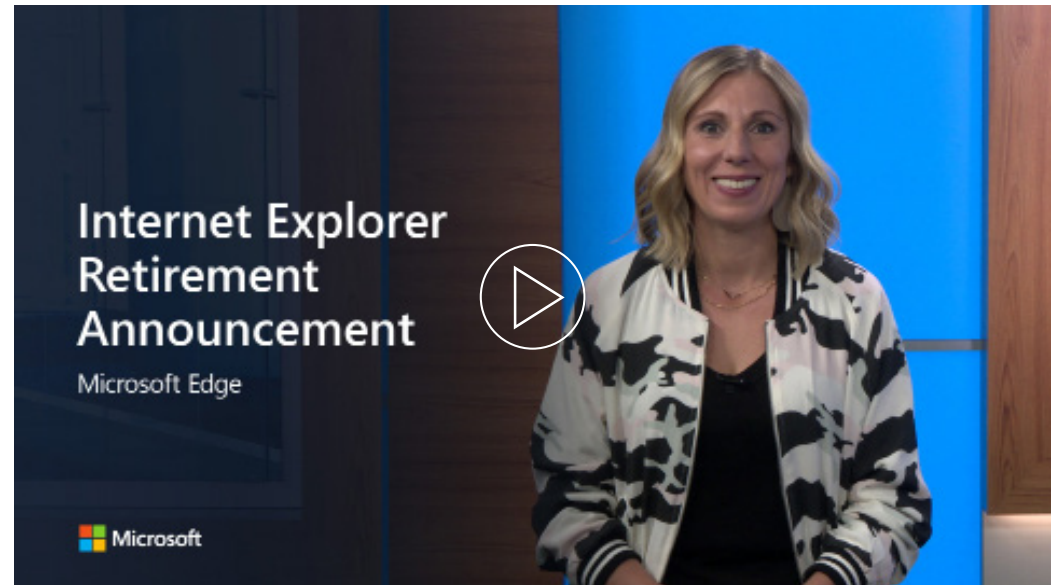 Internet Explorer
Retirement
Announcement
Microsoft Edge
Microsoft